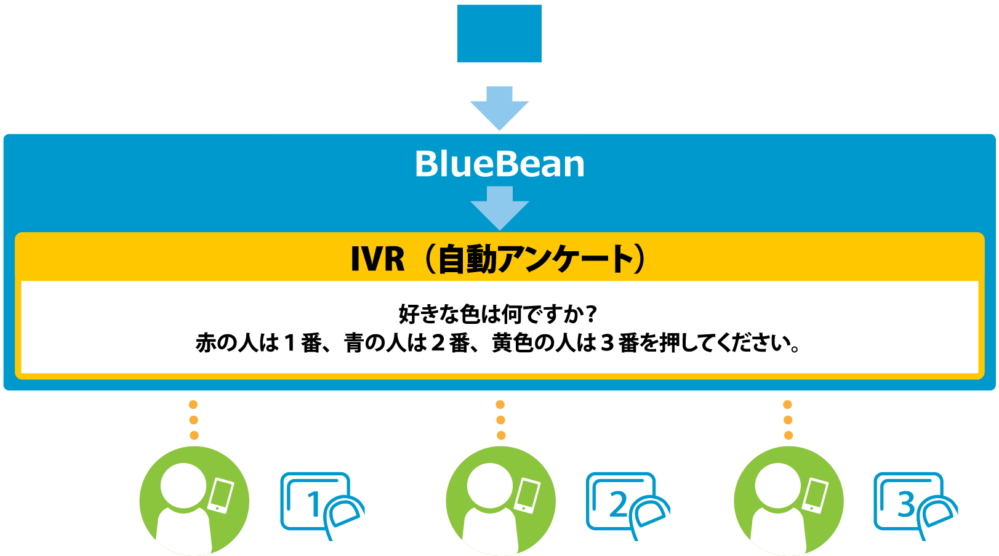 BlueBean
IVR（自動アンケート）
好きな色は何ですか？
赤の人は１番、青の人は２番、黄色の人は３番を押してください。
1
2
3